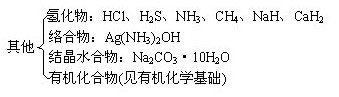 其他
氢化物：HCl、H₂S、NH₃、CH₄、NaH、CaH₂
络合物：Ag(NH₃)₂OH
结晶水合物：Na₂CO₃·10H₂O
有机化合物(见有机化学基础)